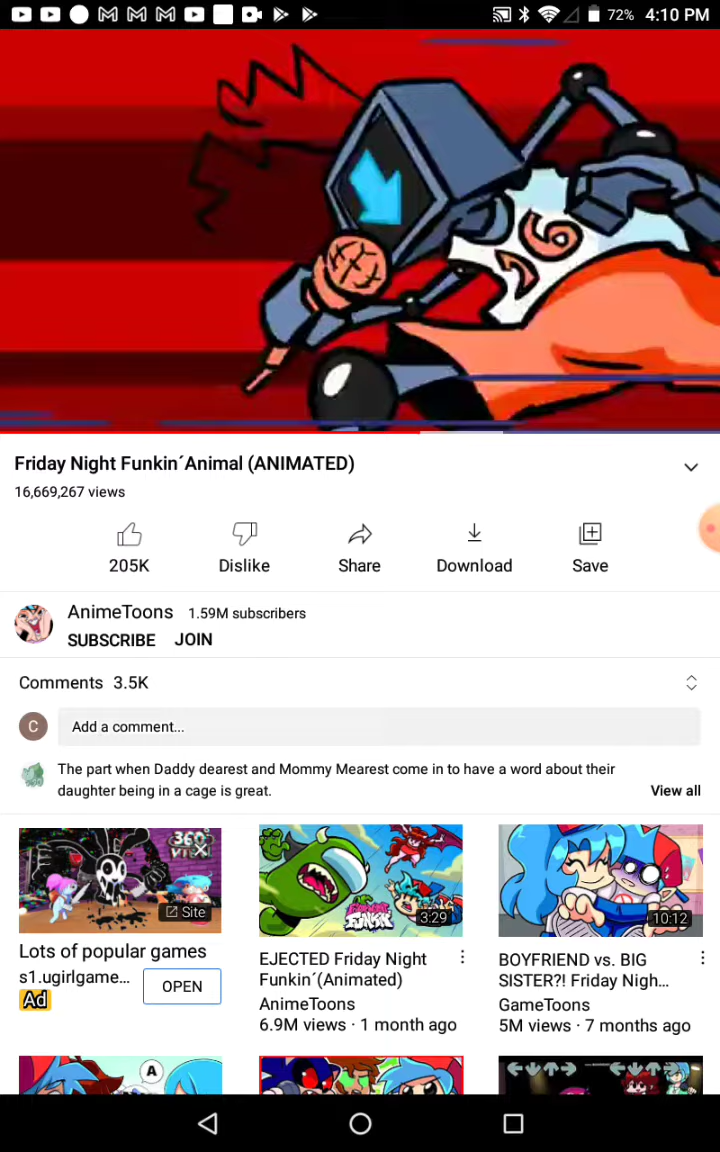 72% 4:10 PM
Friday Night Funkin´Animal (ANIMATED)
16,669,267 views
205K Dislike Share Download Save
AnimeToons 1.59M subscribers
SUBSCRIBE JOIN
Comments 3.5K
C Add a comment...
The part when Daddy dearest and Mommy Mearest come in to have a word about their
daughter being in a cage is great. View all
360°
Site
Lots of popular games
s1.ugirlgame...
Ad
OPEN
FUNKIN
3:29
EJECTED Friday Night
Funkin´(Animated)
AnimeToons
6.9M views · 1 month ago
10:12
BOYFRIEND vs. BIG
SISTER?! Friday Nigh...
GameToons
5M views · 7 months ago
A